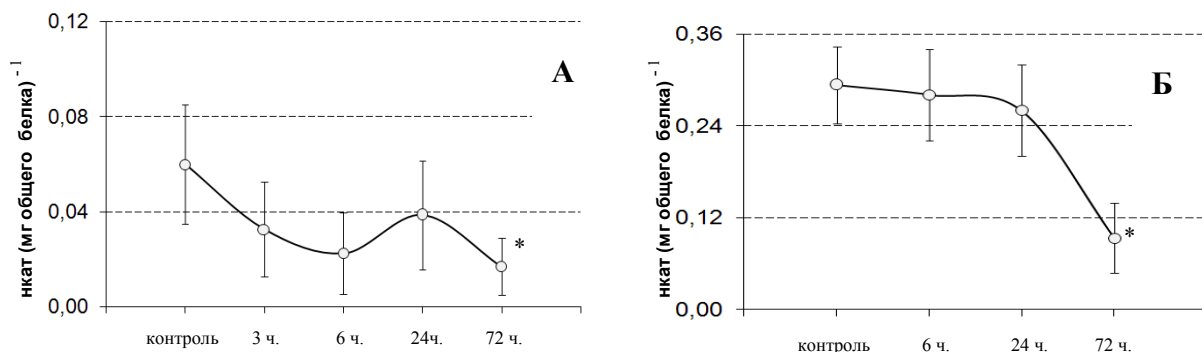 0,12
0,08
0,04
0,00
нкат (мг общего белка) -1
А
*
контроль 3 ч. 6 ч. 24ч. 72 ч.
0,36
0,24
0,12
0,00
нкат (мг общего белка) -1
Б
*
контроль 6 ч. 24 ч. 72 ч.